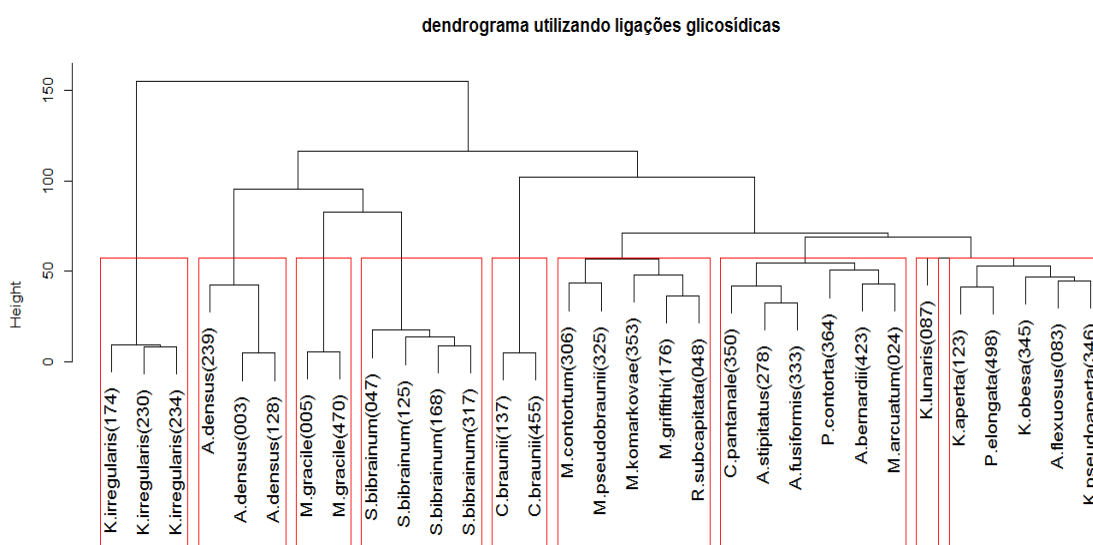 dendrograma utilizando ligações glicosídicas
Height
150
100
50
0
K.irregularis(174)
K.irregularis(230)
K.irregularis(234)
A.densus(239)
A.densus(003)
A.densus(128)
M.gracile(005)
M.gracile(470)
S.bibrainum(047)
S.bibrainum(125)
S.bibrainum(168)
S.bibrainum(317)
C.braunii(137)
C.braunii(455)
M.contortum(306)
M.pseudobraunii(325)
M.komarkovae(353)
M.griffithi(176)
R.subcapitata(048)
C.pantanale(350)
A.stipitatus(278)
A.fusiformis(333)
P.contorta(364)
A.bernardii(423)
M.arcuatum(024)
K.lunaris(087)
K.aperta(123)
P.elongata(498)
K.obesa(345)
A.flexuosus(083)
K.pseudoaperta(346)